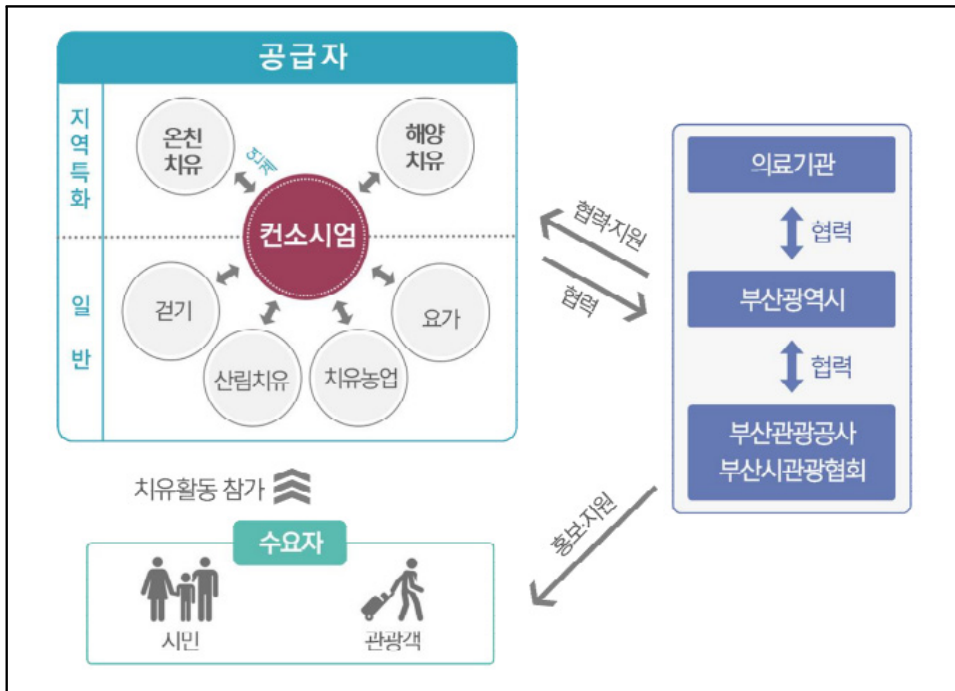 공급자
지역특화
온친
치유
해양
치유
컨소시엄
일반
걷기
산림치유
치유농업
요가
협력·지원
협력
의료기관
협력
부산광역시
협력
부산관광공사
부산시관광협회
치유활동 참가
홍보·지원
수요자
시민
관광객